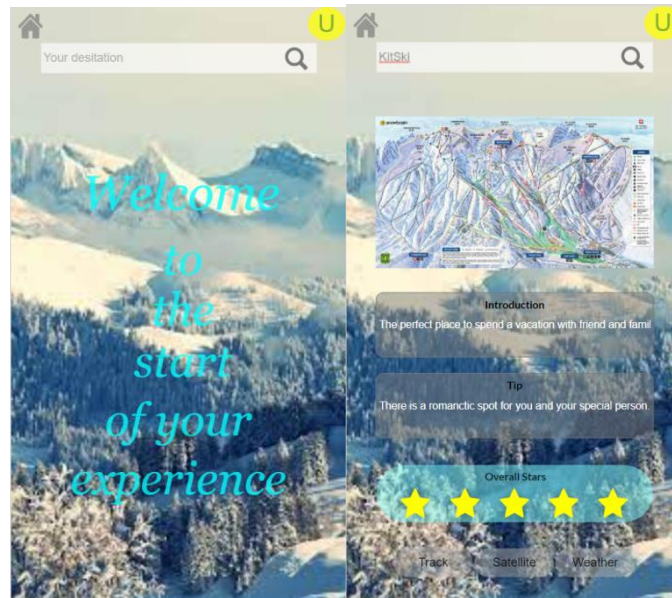 U
Your desitation
Welcome
to
the
start
of your
experience
U
KitSki
Introduction
The perfect place to spend a vacation with friend and famil
Tip
There is a romanctic spot for you and your special person
Overall Stars
Track
Satellite
Weather